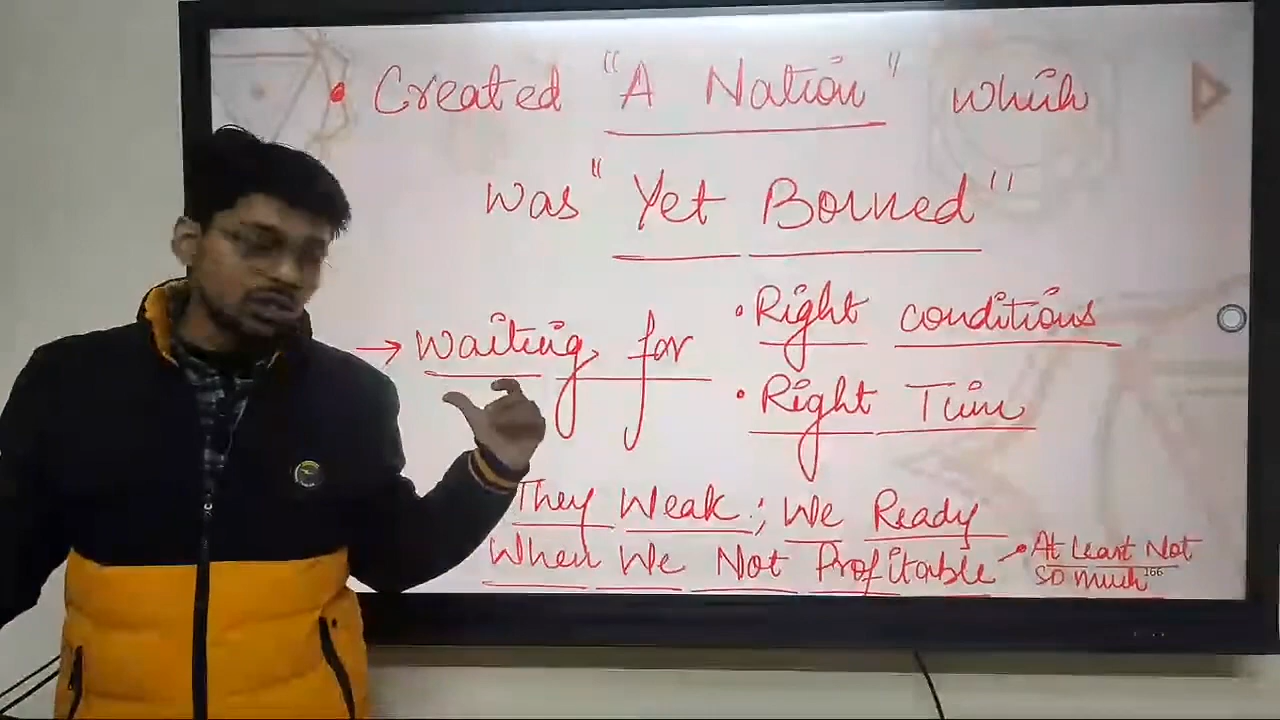 • Created "A Nation" which
was "Yet Borned"
→ Waiting for • Right conditions
• Right Time
They Weak ; We Ready
When We Not Profitable → At Least Not
so much 166